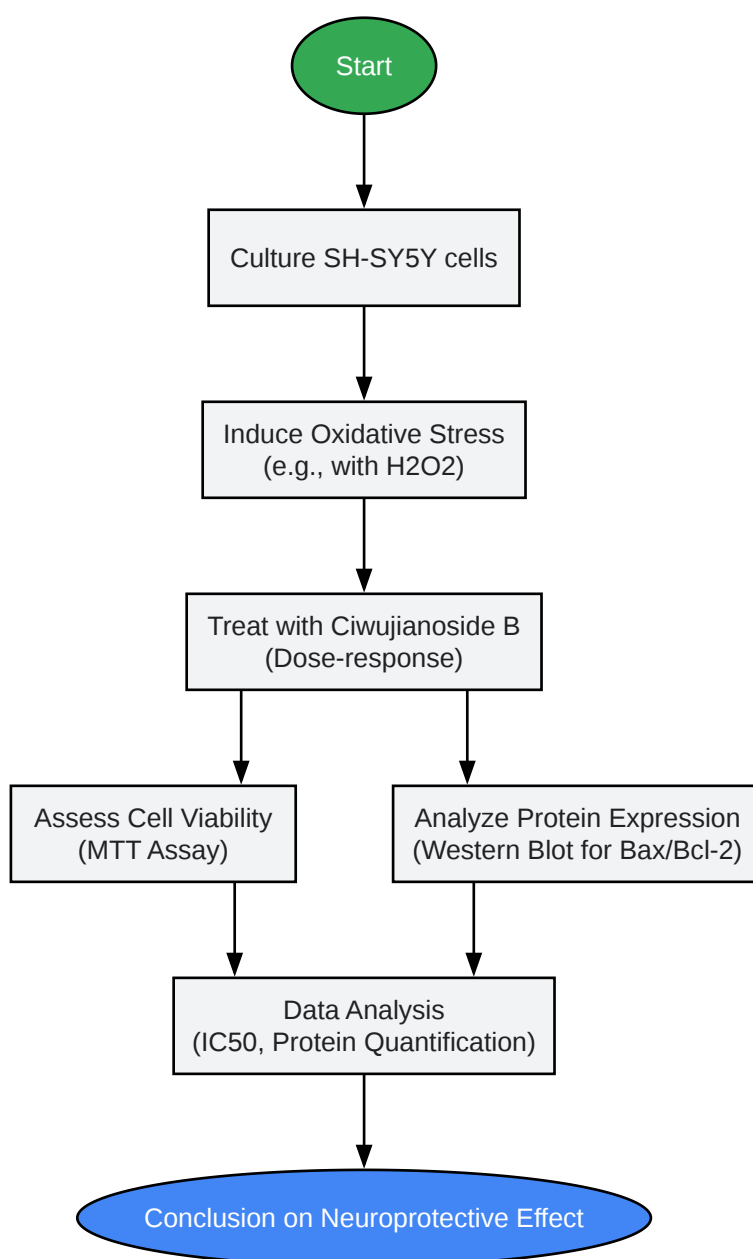 Start
Culture SH-SY5Y cells
Induce Oxidative Stress
(e.g., with H2O2)
Treat with Ciwujianoside B
(Dose-response)
Assess Cell Viability
(MTT Assay)
Analyze Protein Expression
(Western Blot for Bax/Bcl-2)
Data Analysis
(IC50, Protein Quantification)
Conclusion on Neuroprotective Effect